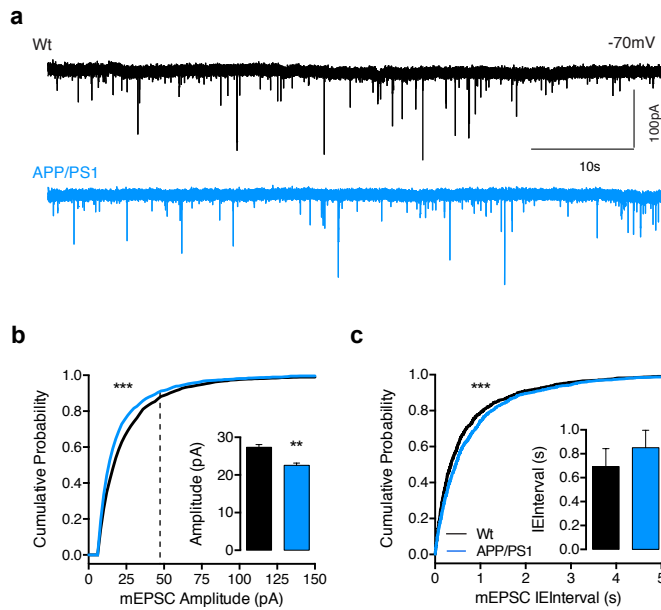 a
Wt
-70mV
100pA
10s
APP/PS1
b
***
Cumulative Probability
1.0
0.8
0.6
0.4
0.2
0.0
0
25
50
75
100
125
150
mEPSC Amplitude (pA)
Amplitude (pA)
30
20
10
0
**
c
***
Cumulative Probability
1.0
0.8
0.6
0.4
0.2
0.0
0
1
2
3
4
5
mEPSC IEInterval (s)
Wt
APP/PS1
IEInterval (s)
1.0
0.8
0.6
0.4
0.2
0.0